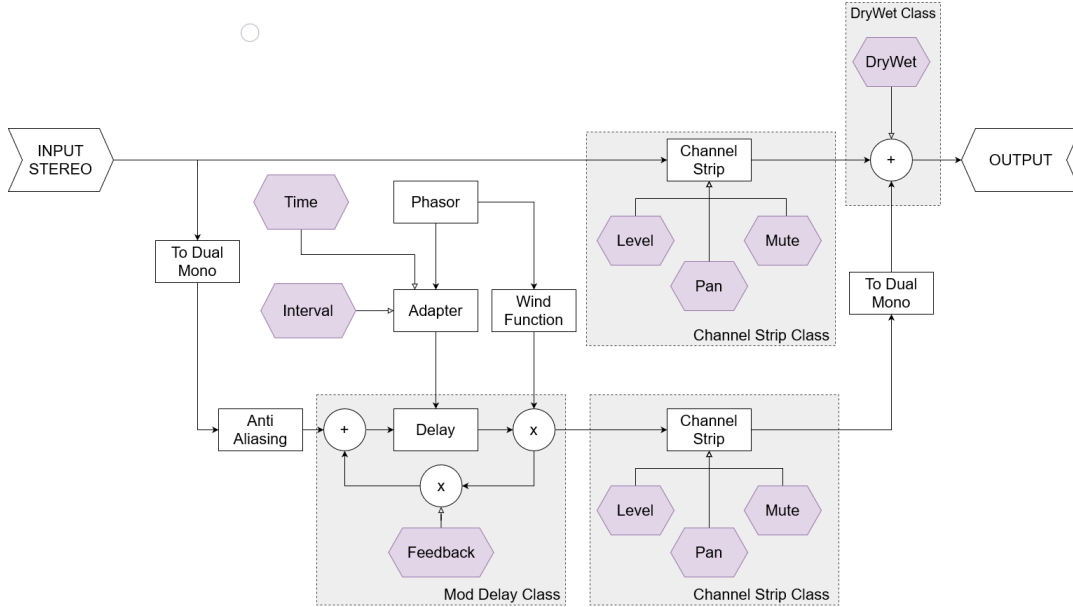 DryWet Class
DryWet
INPUT
STEREO
Channel
Strip
+
OUTPUT
Time
Phasor
To Dual
Mono
Level
Mute
Pan
To Dual
Mono
Interval
Adapter
Wind
Function
Channel Strip Class
Anti
Aliasing
+
Delay
x
Channel
Strip
x
Level
Mute
Feedback
Pan
Mod Delay Class
Channel Strip Class